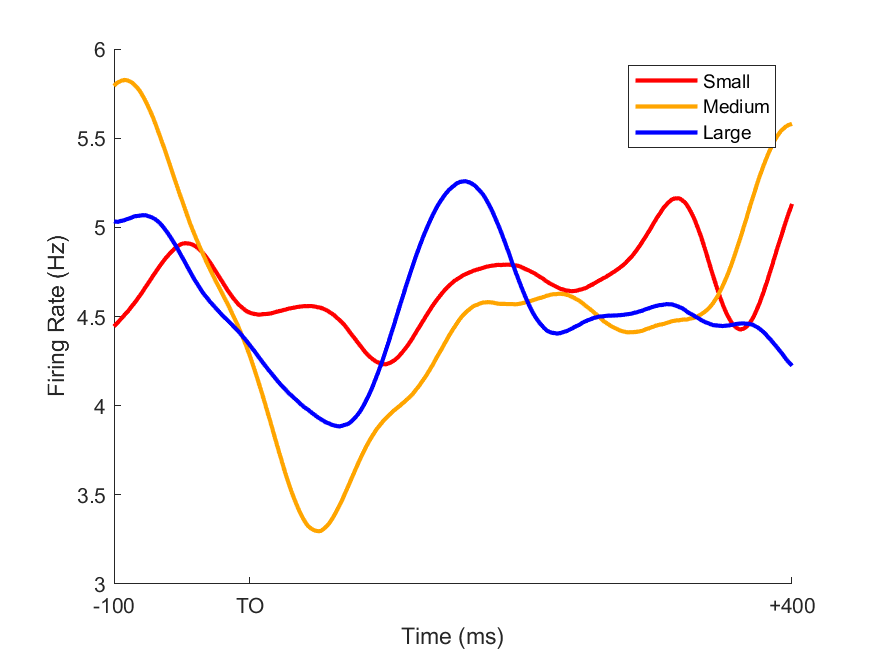 6
5.5
5
4.5
4
3.5
3
Firing Rate (Hz)
Small
Medium
Large
-100
TO
+400
Time (ms)